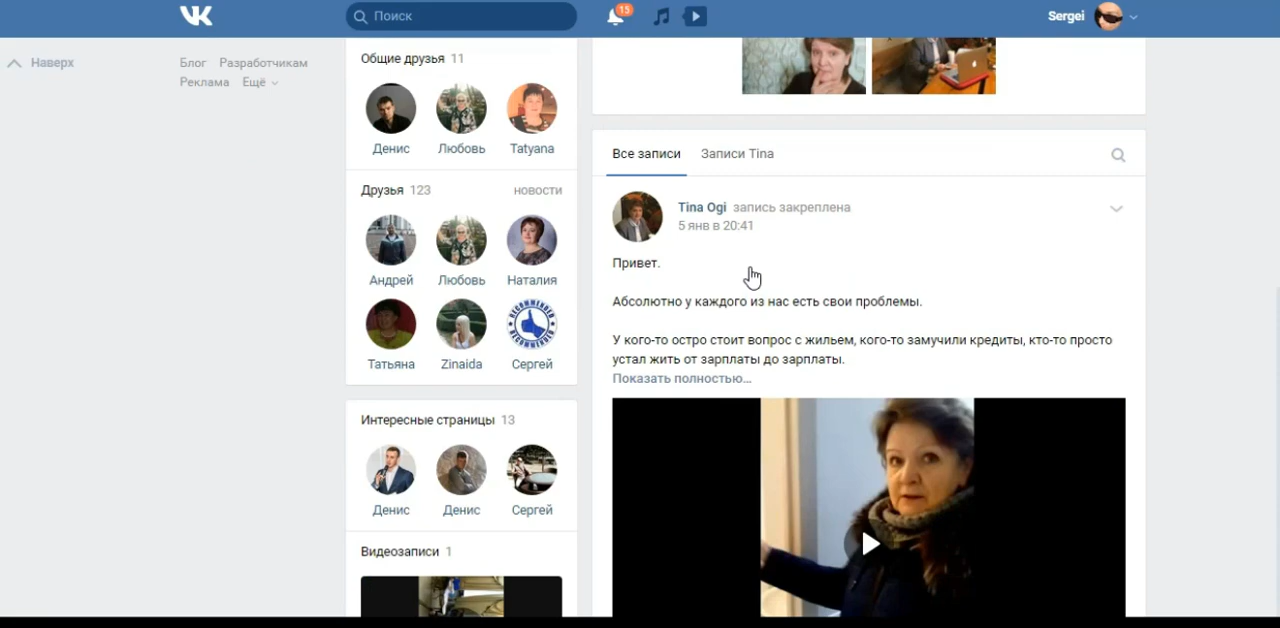 VK
Поиск
15
Sergei
Наверх
Блог Разработчикам
Реклама Ещё
Общие друзья 11
Денис Любовь Tatyana
Друзья 123 новости
Андрей Любовь Наталия
RECOMMENDED
RECOMMENDED
Татьяна Zinaida Сергей
Интересные страницы 13
Денис Денис Сергей
Видеозаписи 1
Все записи Записи Tina
Tina Ogi запись закреплена
5 янв в 20:41
Привет.
Абсолютно у каждого из нас есть свои проблемы.
У кого-то остро стоит вопрос с жильем, кого-то замучили кредиты, кто-то просто
устал жить от зарплаты до зарплаты.
Показать полностью...